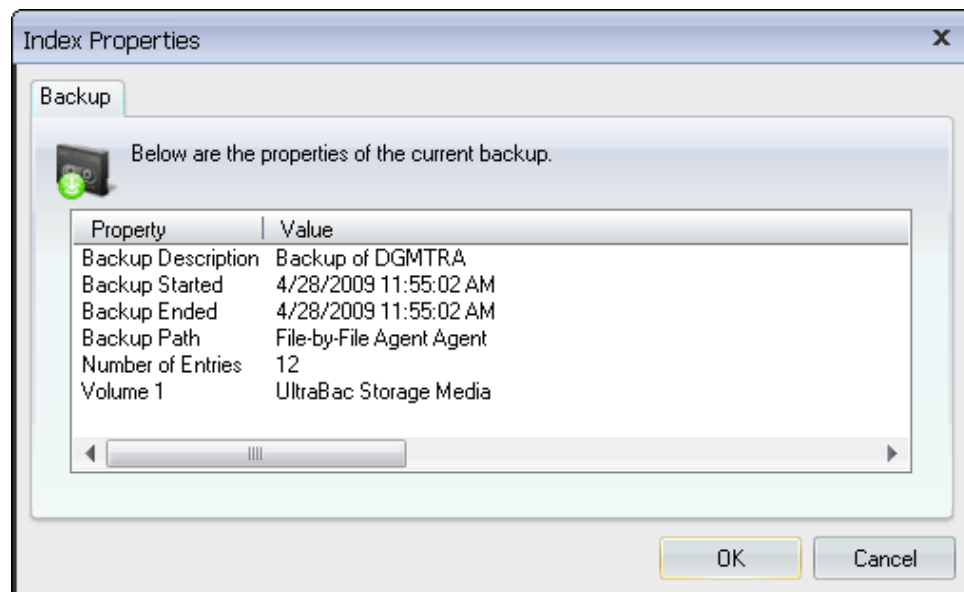 Index Properties
Backup
Below are the properties of the current backup.
Property Value
Backup Description Backup of DGMTRA
Backup Started 4/28/2009 11:55:02 AM
Backup Ended 4/28/2009 11:55:02 AM
Backup Path File-by-File Agent Agent
Number of Entries 12
Volume 1 UltraBac Storage Media
OK Cancel